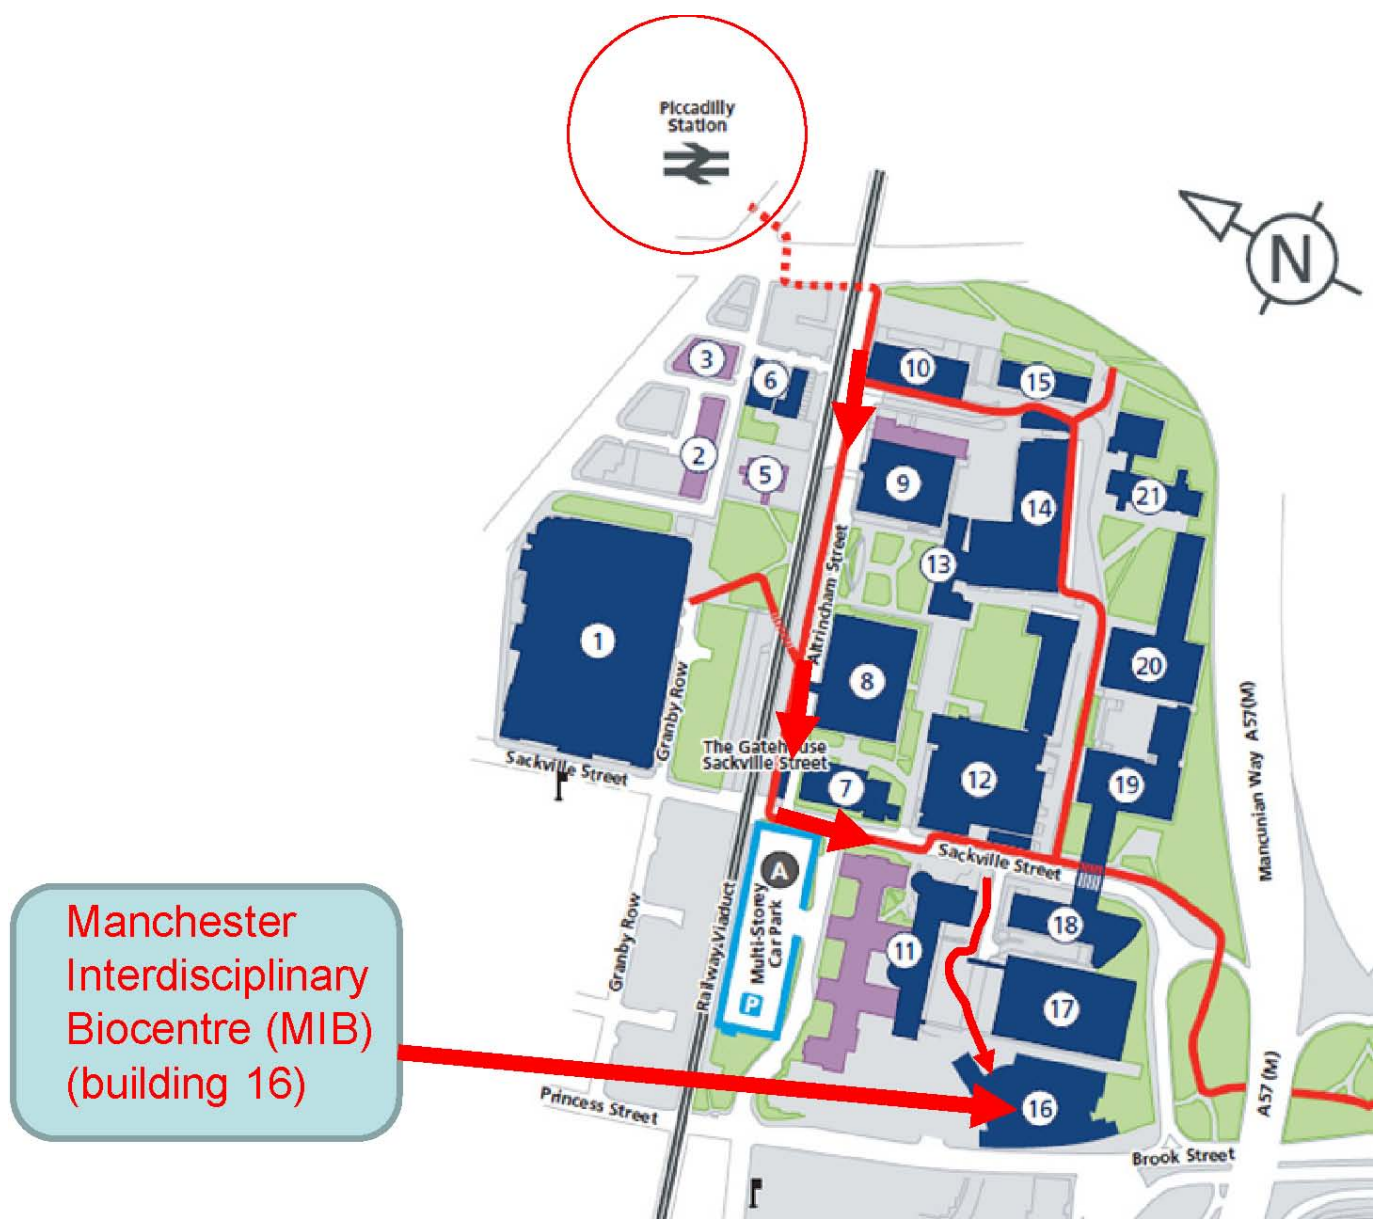 Piccadilly
Station
N
3
6
10
15
2
5
9
14
21
13
Altrincham Street
1
8
20
Granby Row
The Gatehouse
Sackville Street
Sackville Street
7
12
19
Mancunian Way A57(M)
Sackville Street
A
Multi-Storey
Car Park
P
Railway Viaduct
Granby Row
11
18
17
Manchester
Interdisciplinary
Biocentre (MIB)
(building 16)
16
A57 (M)
Princess Street
Brook Street